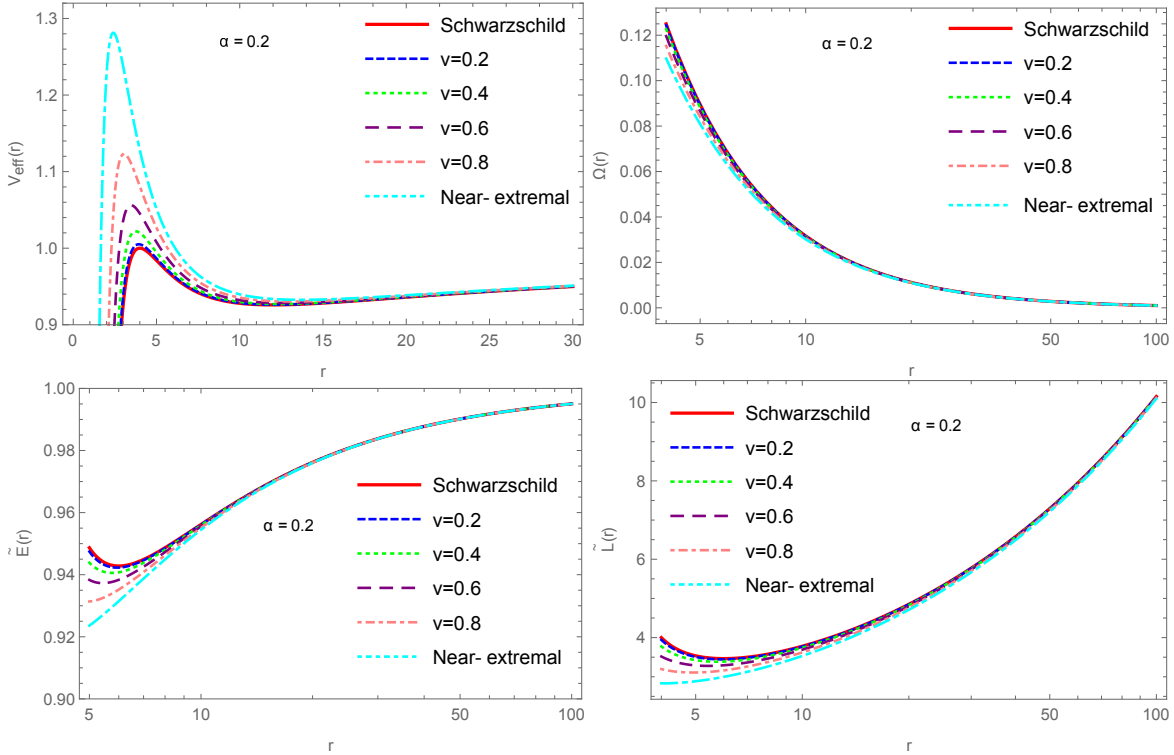 1.3
1.2
1.1
1.0
0.9
V_eff(r)
α = 0.2
Schwarzschild
v=0.2
v=0.4
v=0.6
v=0.8
Near- extremal
0
5
10
15
20
25
30
r
0.12
0.10
0.08
0.06
0.04
0.02
0.00
Ω(r)
α = 0.2
Schwarzschild
v=0.2
v=0.4
v=0.6
v=0.8
Near- extremal
5
10
50
100
r
1.00
0.98
0.96
0.94
0.92
0.90
Ẽ(r)
α = 0.2
Schwarzschild
v=0.2
v=0.4
v=0.6
v=0.8
Near- extremal
5
10
50
100
r
10
8
6
4
L̃(r)
Schwarzschild
v=0.2
v=0.4
v=0.6
v=0.8
Near- extremal
α = 0.2
5
10
50
100
r